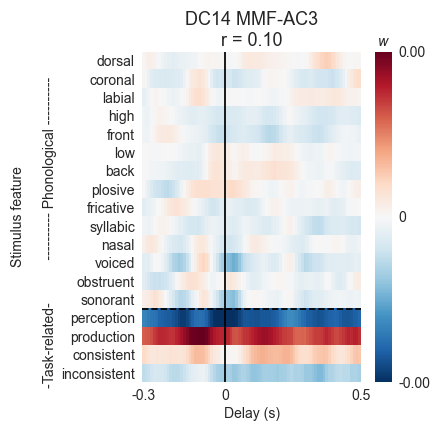 DC14 MMF-AC3
r = 0.10
w
dorsal
coronal
labial
high
front
low
back
plosive
fricative
syllabic
nasal
voiced
obstruent
sonorant
perception
production
consistent
inconsistent
Stimulus feature
-Task-related- ----------- Phonological -----------
-0.3
0
0.5
Delay (s)
0.00
0
-0.00